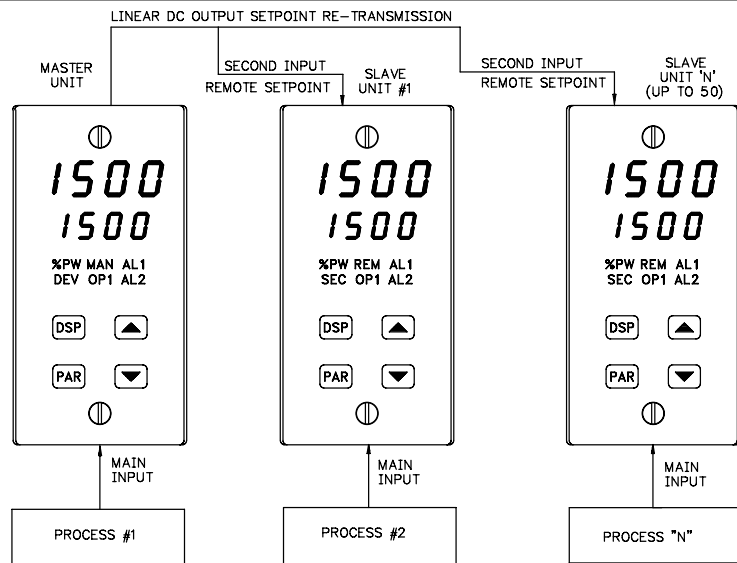 LINEAR DC OUTPUT SETPOINT RE-TRANSMISSION
MASTER
UNIT
SECOND INPUT
REMOTE SETPOINT
SLAVE
UNIT #1
SECOND INPUT
REMOTE SETPOINT
SLAVE
UNIT 'N'
(UP TO 50)
1500
1500
%PW MAN AL1
DEV OP1 AL2
DSP
PAR
1500
1500
%PW REM AL1
SEC OP1 AL2
DSP
PAR
1500
1500
%PW REM AL1
SEC OP1 AL2
DSP
PAR
MAIN
INPUT
MAIN
INPUT
MAIN
INPUT
PROCESS #1
PROCESS #2
PROCESS "N"